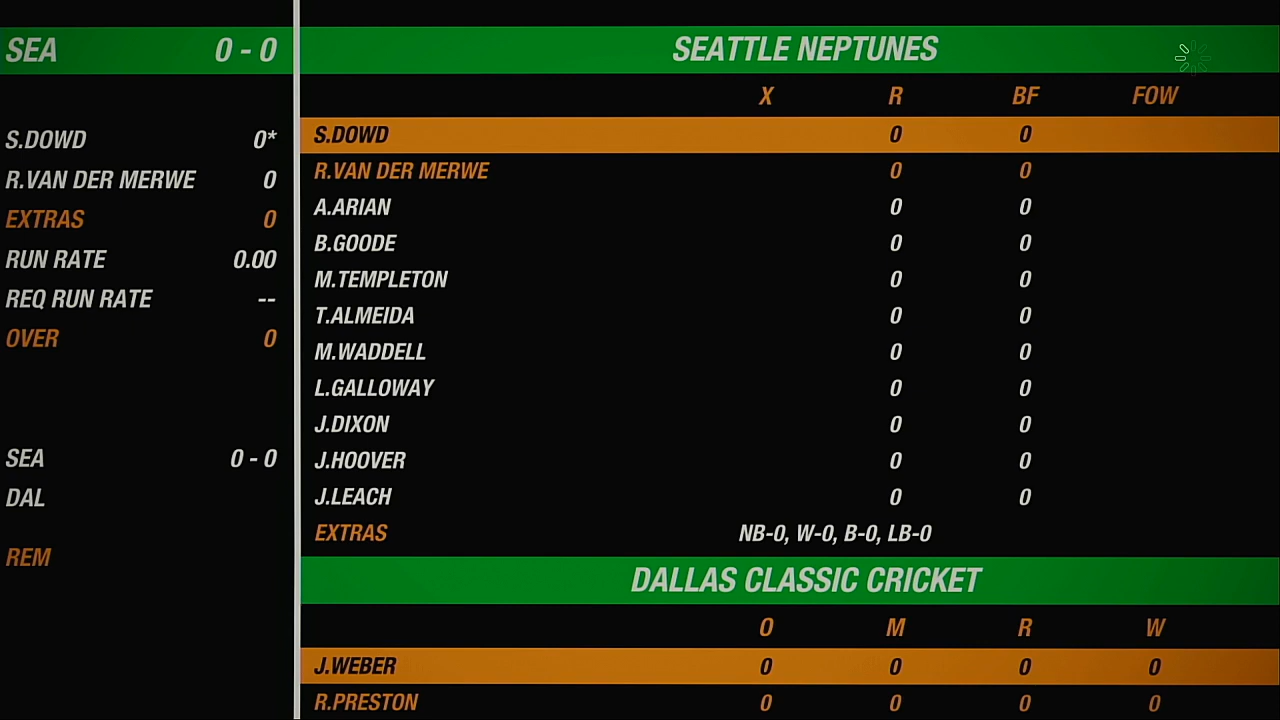 SEA 0 - 0
S.DOWD 0*
R.VAN DER MERWE 0
EXTRAS 0
RUN RATE 0.00
REQ RUN RATE --
OVER 0
SEA 0 - 0
DAL
REM
SEATTLE NEPTUNES
X R BF FOW
S.DOWD 0 0
R.VAN DER MERWE 0 0
A.ARIAN 0 0
B.GOODE 0 0
M.TEMPLETON 0 0
T.ALMEIDA 0 0
M.WADDELL 0 0
L.GALLOWAY 0 0
J.DIXON 0 0
J.HOOVER 0 0
J.LEACH 0 0
EXTRAS NB-0, W-0, B-0, LB-0
DALLAS CLASSIC CRICKET
O M R W
J.WEBER 0 0 0 0
R.PRESTON 0 0 0 0